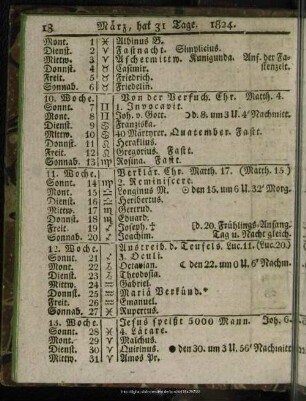 18 März, hat 31 Tage. 1824.
Mont. 1 ♓ Albinus B.
Dienst. 2 ♈ Fastnacht. Simplicius.
Mittw. 3 ♈ Aschermittw. Kunigunda. Anf. der Fa-
Donnst. 4 ♉ Casimir. stenzeit.
Freit. 5 ♉ Friedrich.
Sonnab. 6 ♉ Friedelin.
10. Woche. Von der Versuch. Chr. Matth. 4.
Sonnt. 7 ♊ 1. Invocavit.
Mont. 8 ♊ Joh. v. Gott. ☽ d. 8. um 3 U. 4' Nachmitt.
Dienst. 9 ♋ Franziska.
Mittw. 10 ♋ 40 Märtyrer. Quatember. Fast.
Donnst. 11 ♌ Heraklius.
Freit. 12 ♌ Gregorius. Fast.
Sonnab. 13 ♍ Rosina. Fast.
11. Woche. Verklär. Chr. Matth. 17. (Matth. 15)
Sonnt. 14 ♍ 2. Reminiscere.
Mont. 15 Longinus M. den 15. um 6 U. 32' Morg.
Dienst. 16 Heribertus.
Mittw. 17 Gertrud.
Donnst. 18 Eduard.
Freit. 19 Joseph. ‡ [d. 20. Frühlings-Anfang.
Sonnab. 20 Joachim. Tag u. Nacht gleich.
12. Woche. Austreib. d. Teufels. Luc. 11. (Luc. 20.)
Sonnt. 21 3. Oculi.
Mont. 22 Octavian. ☾ den 22. um 0 U. 6' Nachm.
Dienst. 23 Theodosia.
Mittw. 24 Gabriel.
Donnst. 25 Mariä Verkünd.*
Freit. 26 Emanuel.
Sonnab. 27 ♓ Rupertus.
13. Woche. Jesus speißt 5000 Mann. Joh. 6.
Sonnt. 28 ♓ 4. Lätare.
Mont. 29 ♈ Malchus.
Dienst. 30 ♈ Quirinus. ● den 30. um 3 U. 56' Nachmitt
Mittw. 31 ♈ Amos Pr.